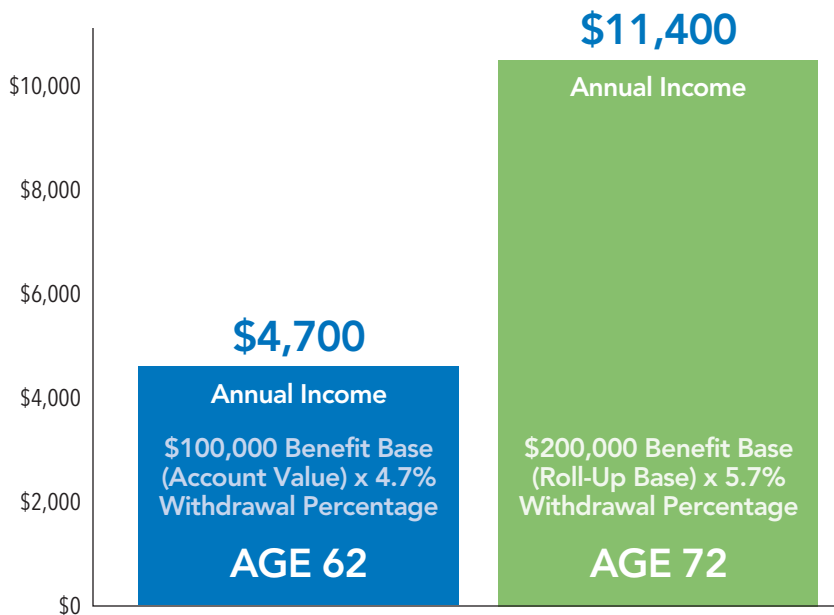 $11,400
$10,000
Annual Income
$8,000
$6,000
$4,700
$4,000
Annual Income
$100,000 Benefit Base
(Account Value) x 4.7%
Withdrawal Percentage
AGE 62
$200,000 Benefit Base
(Roll-Up Base) x 5.7%
Withdrawal Percentage
AGE 72
$2,000
$0